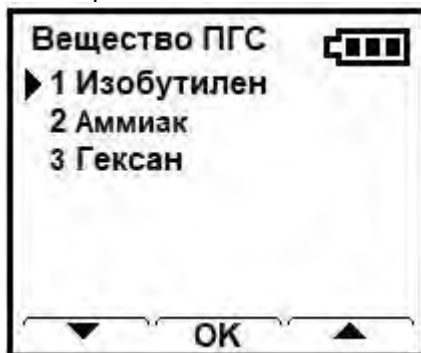 Вещество ПГС
1 Изобутилен
2 Аммиак
3 Гексан
OK